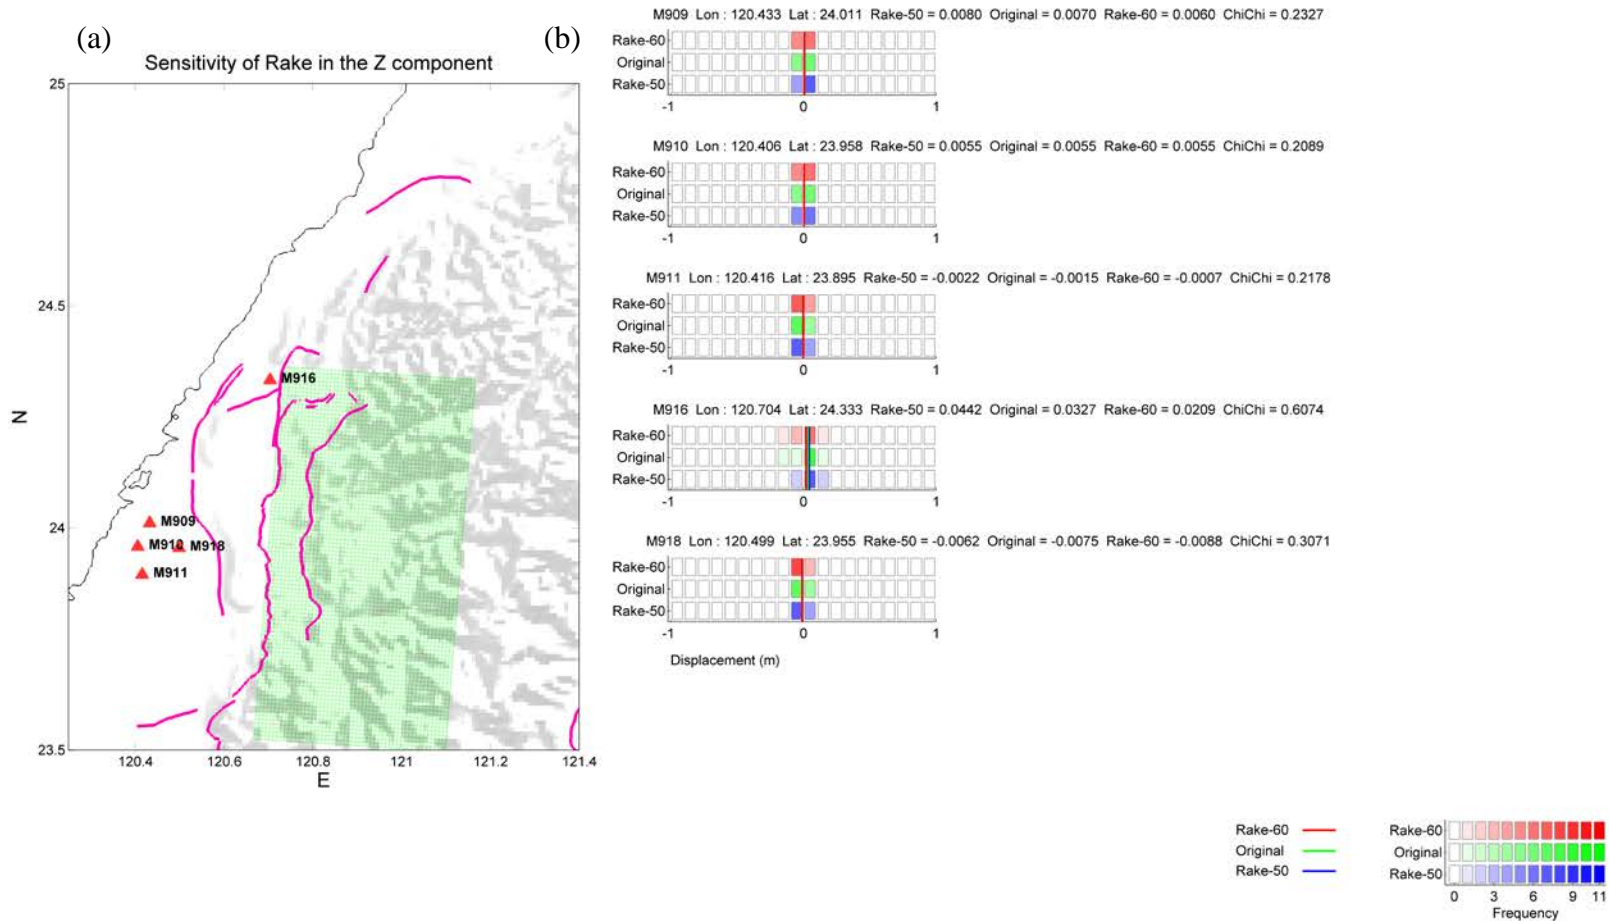 (a)
Sensitivity of Rake in the Z component
25
24.5
24
23.5
N
M916
M909
M910
M918
M911
120.4 120.6 120.8 121 121.2 121.4
E
(b)
M909 Lon : 120.433 Lat : 24.011 Rake-50 = 0.0080 Original = 0.0070 Rake-60 = 0.0060 ChiChi = 0.2327
Rake-60
Original
Rake-50
-1 0 1
M910 Lon : 120.406 Lat : 23.958 Rake-50 = 0.0055 Original = 0.0055 Rake-60 = 0.0055 ChiChi = 0.2089
Rake-60
Original
Rake-50
-1 0 1
M911 Lon : 120.416 Lat : 23.895 Rake-50 = -0.0022 Original = -0.0015 Rake-60 = -0.0007 ChiChi = 0.2178
Rake-60
Original
Rake-50
-1 0 1
M916 Lon : 120.704 Lat : 24.333 Rake-50 = 0.0442 Original = 0.0327 Rake-60 = 0.0209 ChiChi = 0.6074
Rake-60
Original
Rake-50
-1 0 1
M918 Lon : 120.499 Lat : 23.955 Rake-50 = -0.0062 Original = -0.0075 Rake-60 = -0.0088 ChiChi = 0.3071
Rake-60
Original
Rake-50
-1 0 1
Displacement (m)
Rake-60
Original
Rake-50
Rake-60
Original
Rake-50
0 3 6 9 11
Frequency